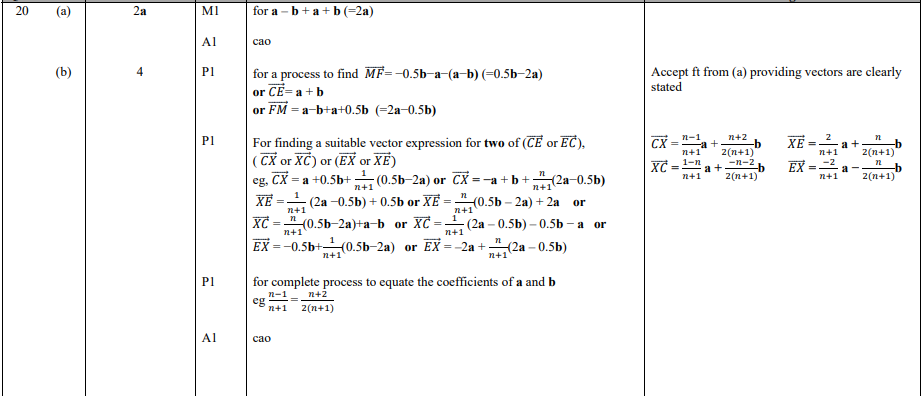 20 (a) 2a M1 for a – b + a + b (=2a)
A1 cao
(b) 4 P1 for a process to find MF⃗= −0.5b−a−(a−b) (=0.5b−2a) Accept ft from (a) providing vectors are clearly
or CE⃗= a + b stated
or FM⃗ = a−b+a+0.5b (=2a−0.5b)
P1 For finding a suitable vector expression for two of (CE⃗ or EC⃗), CX⃗ = (n−1)/(n+1) a + (n+2)/(2(n+1)) b XE⃗ = 2/(n+1) a + n/(2(n+1)) b
( CX⃗ or XC⃗) or (EX⃗ or XE⃗) XC⃗ = (1−n)/(n+1) a + (−n−2)/(2(n+1)) b EX⃗ = −2/(n+1) a − n/(2(n+1)) b
eg, CX⃗ = a +0.5b+ 1/(n+1) (0.5b–2a) or CX⃗ = −a + b + n/(n+1) (2a–0.5b)
XE⃗ = 1/(n+1) (2a –0.5b) + 0.5b or XE⃗ = n/(n+1) (0.5b – 2a) + 2a or
XC⃗ = n/(n+1) (0.5b–2a)+a–b or XC⃗ = 1/(n+1) (2a – 0.5b) – 0.5b – a or
EX⃗ = −0.5b+ 1/(n+1) (0.5b–2a) or EX⃗ = –2a + n/(n+1) (2a – 0.5b)
P1 for complete process to equate the coefficients of a and b
eg (n−1)/(n+1) = (n+2)/(2(n+1))
A1 cao